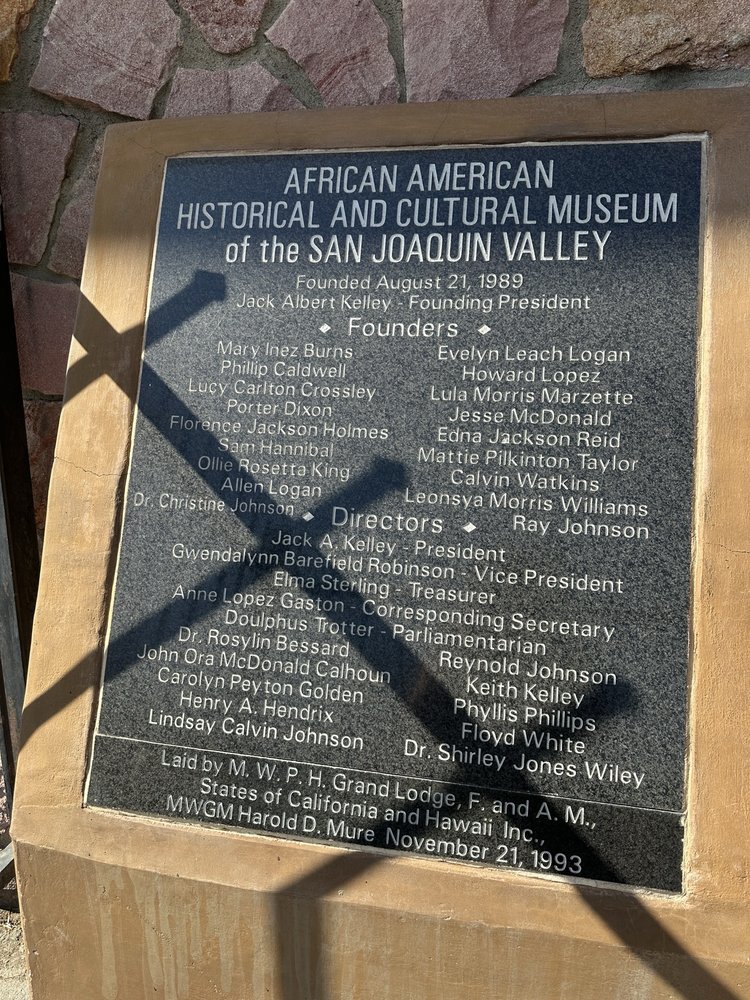 AFRICAN AMERICAN
HISTORICAL AND CULTURAL MUSEUM
of the SAN JOAQUIN VALLEY
Founded August 21, 1989
Jack Albert Kelley - Founding President
Founders
Mary Inez Burns
Phillip Caldwell
Lucy Carlton Crossley
Porter Dixon
Florence Jackson Holmes
Sam Hannibal
Ollie Rosetta King
Allen Logan
Dr. Christine Johnson
Evelyn Leach Logan
Howard Lopez
Lula Morris Marzette
Jesse McDonald
Edna Jackson Reid
Mattie Pilkinton Taylor
Calvin Watkins
Leonsya Morris Williams
Ray Johnson
Directors
Jack A. Kelley - President
Gwendalynn Barefield Robinson - Vice President
Elma Sterling - Treasurer
Anne Lopez Gaston - Corresponding Secretary
Doulphus Trotter - Parliamentarian
Dr. Rosylin Bessard
John Ora McDonald Calhoun
Carolyn Peyton Golden
Henry A. Hendrix
Lindsay Calvin Johnson
Reynold Johnson
Keith Kelley
Phyllis Phillips
Floyd White
Dr. Shirley Jones Wiley
Laid by M. W. P. H. Grand Lodge, F. and A. M.,
States of California and Hawaii Inc.,
MWGM Harold D. Mure November 21, 1993